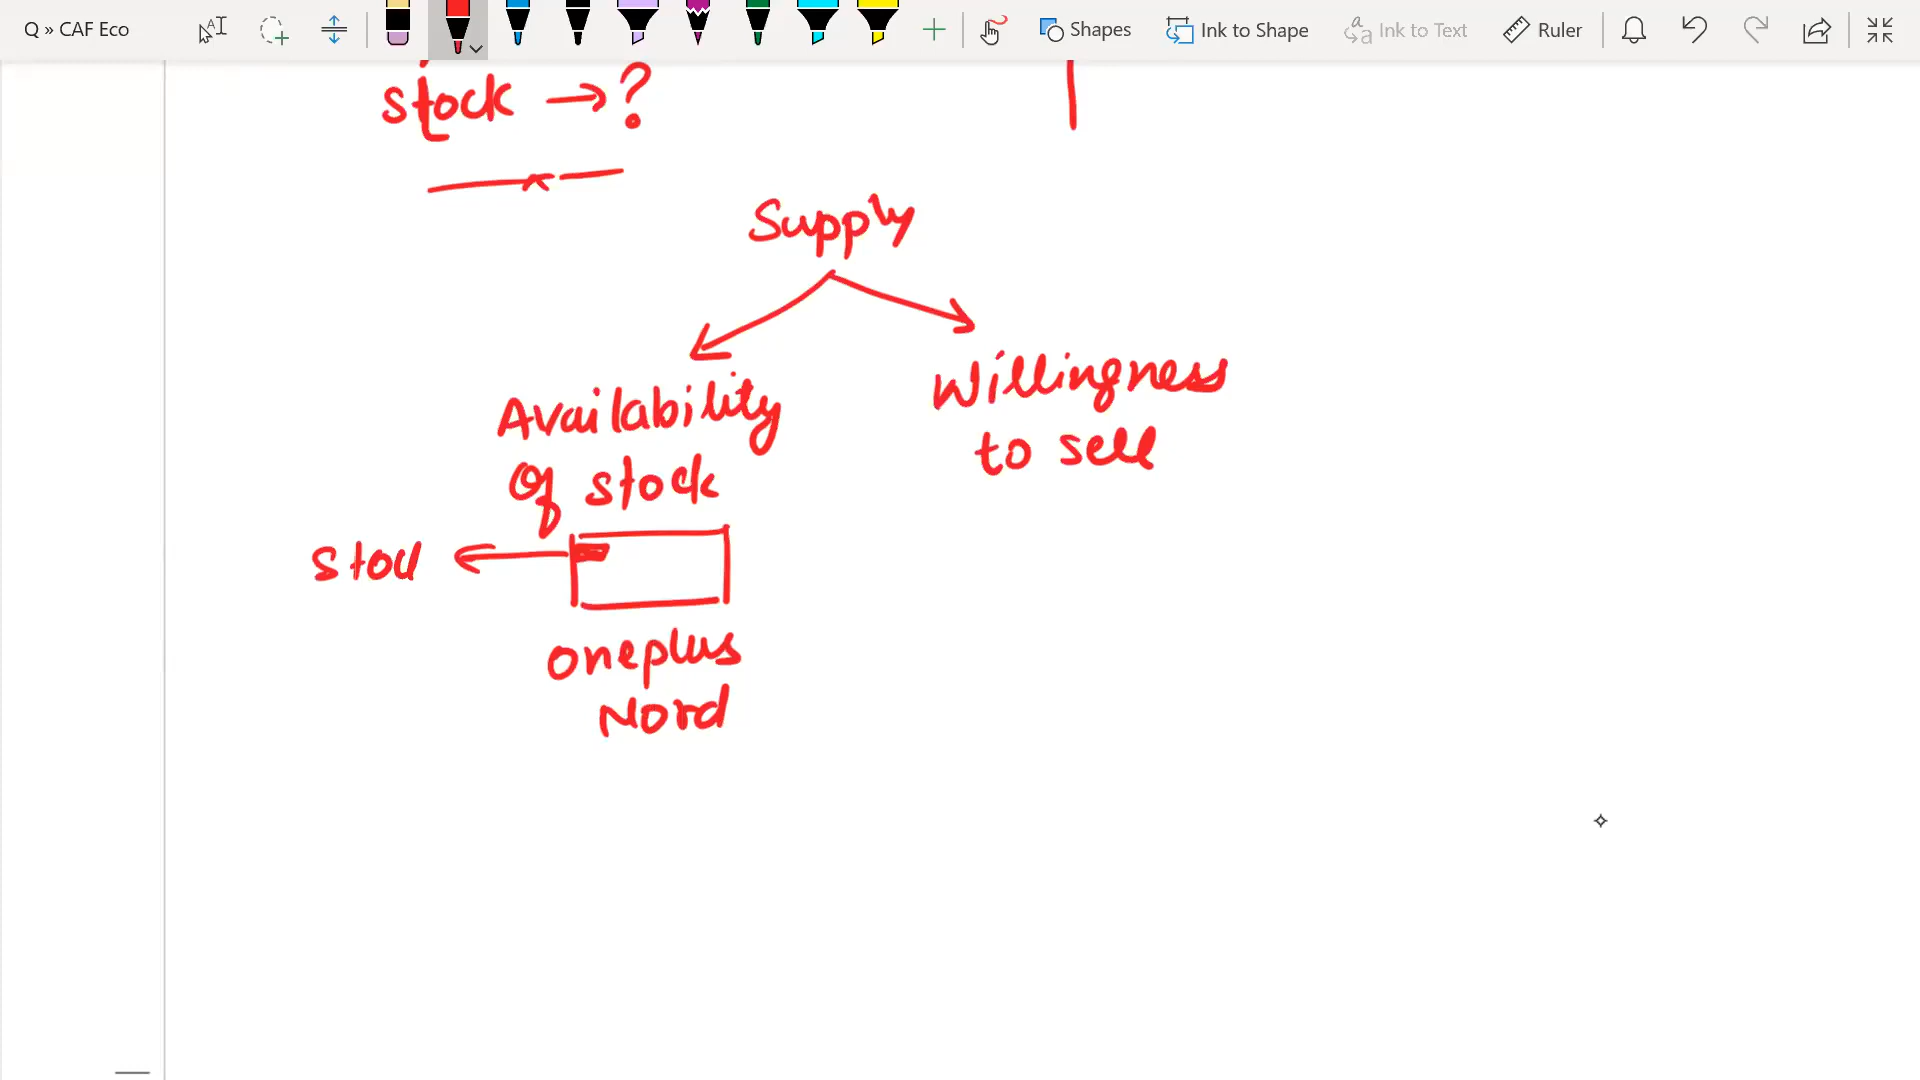 Q » CAF Eco
Shapes
Ink to Shape
Ink to Text
Ruler
stock →?
Supply
Availability
of stock
Willingness
to sell
stock
oneplus
Nord